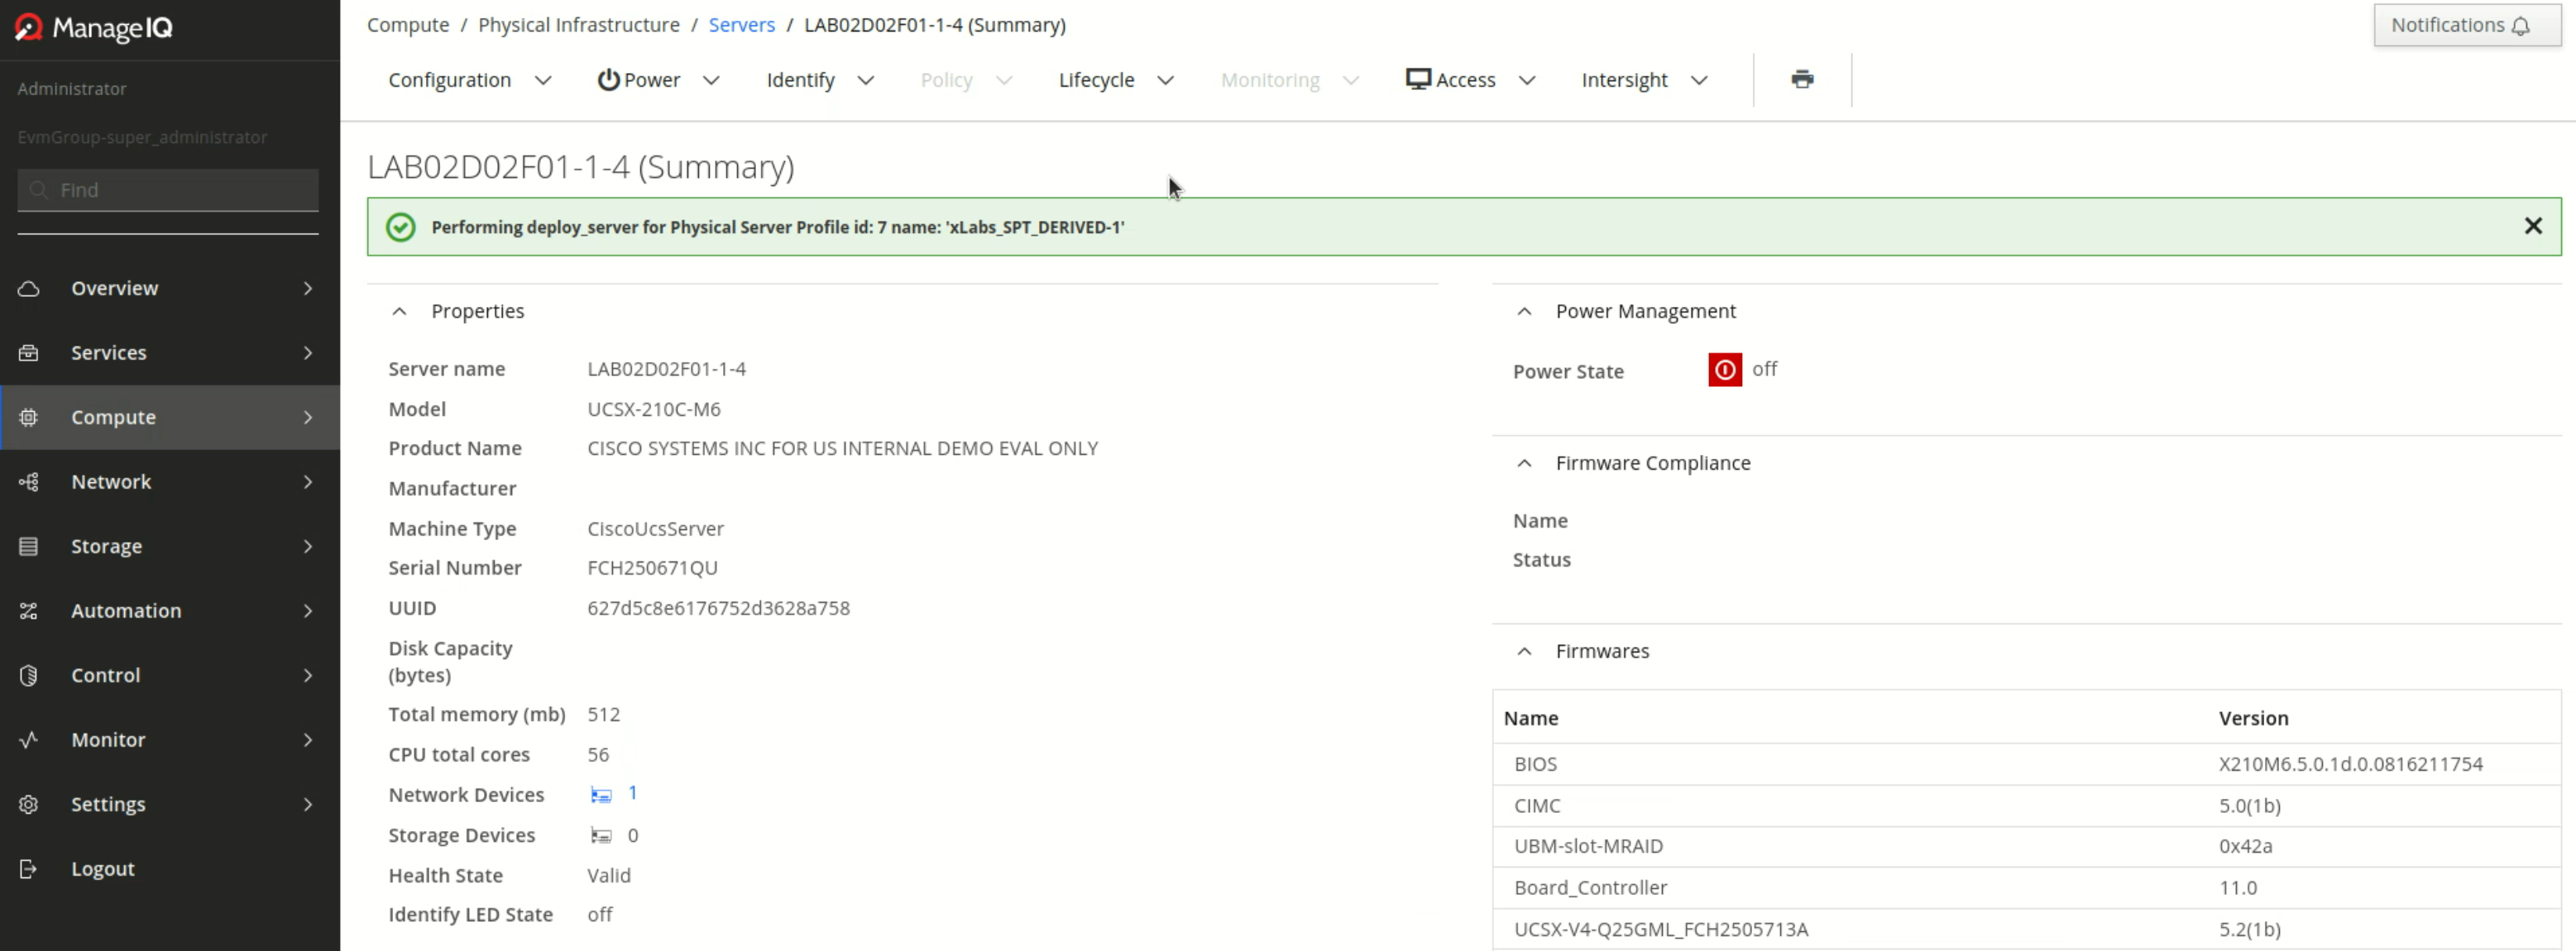 ManageIQ
Administrator
EvmGroup-super_administrator
Find
Overview
Services
Compute
Network
Storage
Automation
Control
Monitor
Settings
Logout
Compute / Physical Infrastructure / Servers / LAB02D02F01-1-4 (Summary)
Notifications
Configuration Power Identify Policy Lifecycle Monitoring Access Intersight
LAB02D02F01-1-4 (Summary)
Performing deploy_server for Physical Server Profile id: 7 name: 'xLabs_SPT_DERIVED-1'
Properties
Server name LAB02D02F01-1-4
Model UCSX-210C-M6
Product Name CISCO SYSTEMS INC FOR US INTERNAL DEMO EVAL ONLY
Manufacturer
Machine Type CiscoUcsServer
Serial Number FCH250671QU
UUID 627d5c8e6176752d3628a758
Disk Capacity
(bytes)
Total memory (mb) 512
CPU total cores 56
Network Devices 1
Storage Devices 0
Health State Valid
Identify LED State off
Power Management
Power State off
Firmware Compliance
Name
Status
Firmwares
Name Version
BIOS X210M6.5.0.1d.0.0816211754
CIMC 5.0(1b)
UBM-slot-MRAID 0x42a
Board_Controller 11.0
UCSX-V4-Q25GML_FCH2505713A 5.2(1b)